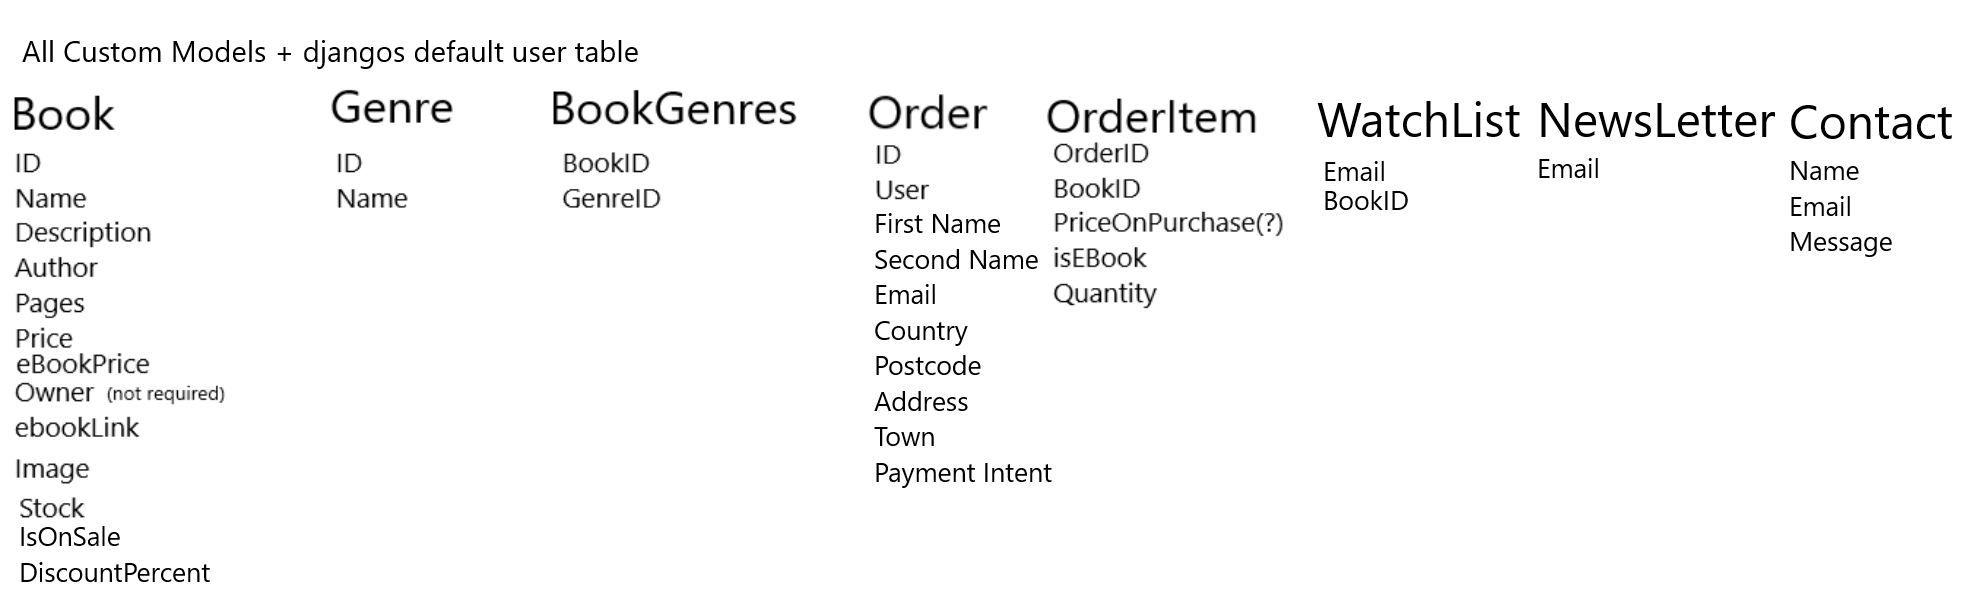 All Custom Models + djangos default user table
Book
ID
Name
Description
Author
Pages
Price
eBookPrice
Owner (not required)
ebookLink
Image
Stock
IsOnSale
DiscountPercent
Genre
ID
Name
BookGenres
BookID
GenreID
Order
ID
User
First Name
Second Name
Email
Country
Postcode
Address
Town
Payment Intent
OrderItem
OrderID
BookID
PriceOnPurchase(?)
isEBook
Quantity
WatchList
Email
BookID
NewsLetter
Email
Contact
Name
Email
Message